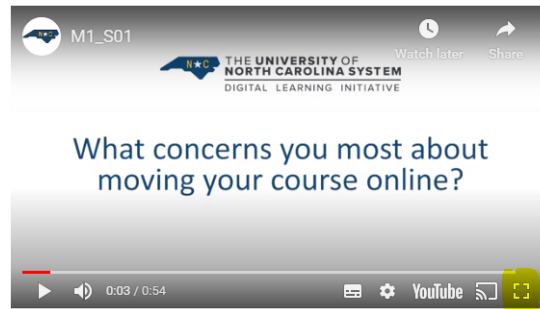 M1_S01
Watch later
Share
N★C
THE UNIVERSITY OF
NORTH CAROLINA SYSTEM
DIGITAL LEARNING INITIATIVE
What concerns you most about
moving your course online?
0:03 / 0:54
YouTube